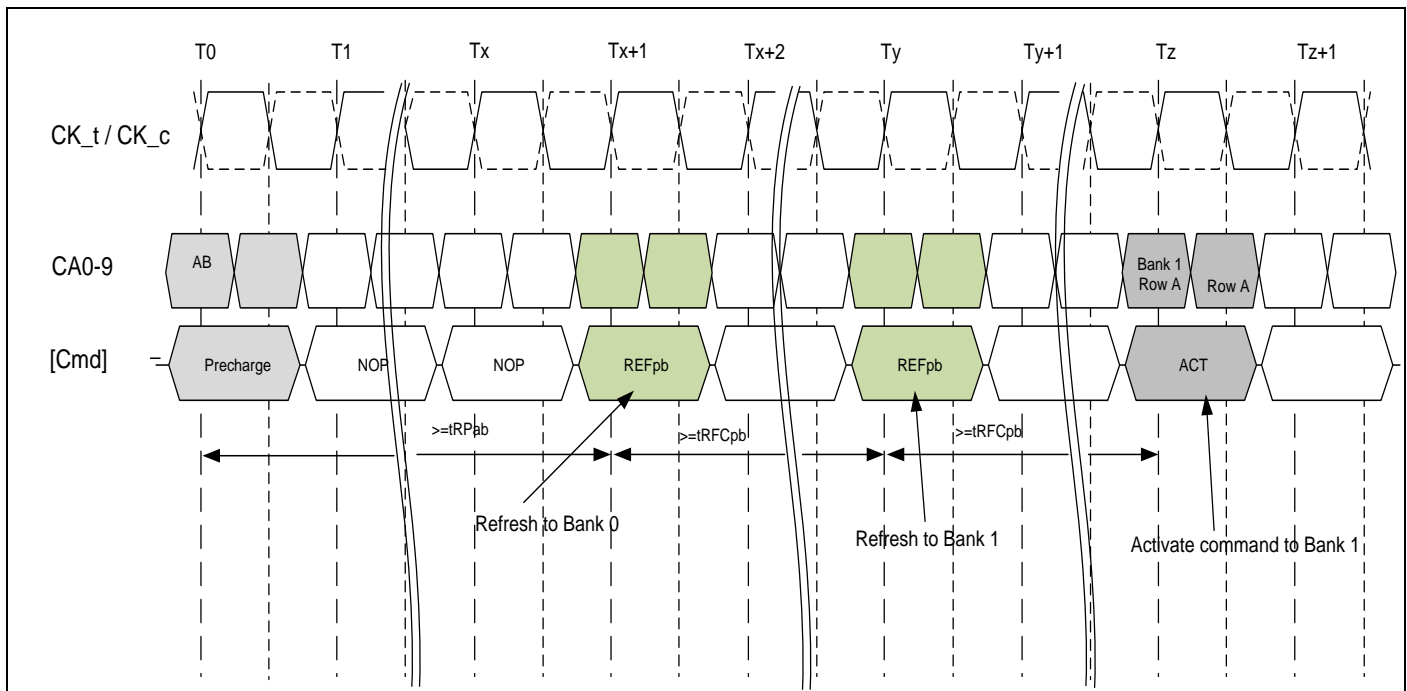 T0 T1 Tx Tx+1 Tx+2 Ty Ty+1 Tz Tz+1
CK_t / CK_c
CA0-9 AB Bank 1 Row A Row A
[Cmd] Precharge NOP NOP REFpb REFpb ACT
>=tRPab >=tRFCpb >=tRFCpb
Refresh to Bank 0 Refresh to Bank 1 Activate command to Bank 1